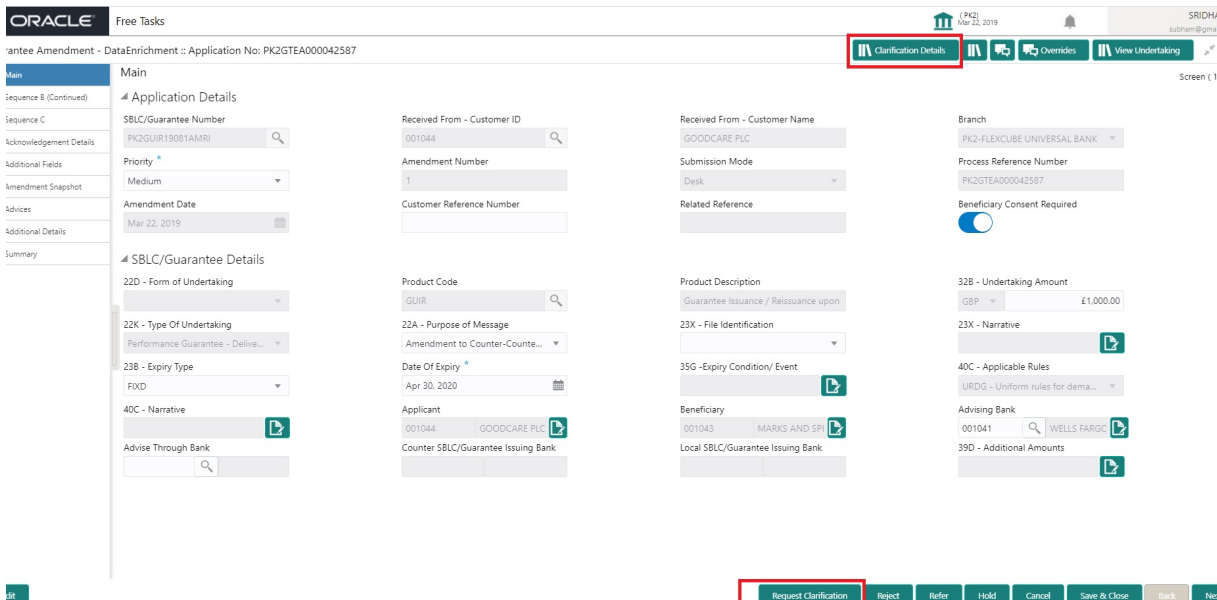 ORACLE Free Tasks (PK2) Mar 22, 2019 SRIDHA
subham@gma
rantee Amendment - DataEnrichment :: Application No: PK2GTEA000042587 Clarification Details Overrides View Undertaking
Main Main Screen ( 1
Sequence B (Continued) Application Details
Sequence C SBLC/Guarantee Number Received From - Customer ID Received From - Customer Name Branch
Acknowledgement Details PK2GUIR19081AMRI 001044 GOODCARE PLC PK2-FLEXCUBE UNIVERSAL BANK
Additional Fields Priority * Amendment Number Submission Mode Process Reference Number
Amendment Snapshot Medium 1 Desk PK2GTEA000042587
Advices Amendment Date Customer Reference Number Related Reference Beneficiary Consent Required
Additional Details Mar 22, 2019
Summary SBLC/Guarantee Details
22D - Form of Undertaking Product Code Product Description 32B - Undertaking Amount
GUIR Guarantee Issuance / Reissuance upon GBP £1,000.00
22K - Type Of Undertaking 22A - Purpose of Message 23X - File Identification 23X - Narrative
Performance Guarantee - Delive... Amendment to Counter-Counte...
23B - Expiry Type Date Of Expiry * 35G -Expiry Condition/ Event 40C - Applicable Rules
FIXD Apr 30, 2020 URDG - Uniform rules for dema...
40C - Narrative Applicant Beneficiary Advising Bank
001044 GOODCARE PLC 001043 MARKS AND SPI 001041 WELLS FARGC
Advise Through Bank Counter SBLC/Guarantee Issuing Bank Local SBLC/Guarantee Issuing Bank 39D - Additional Amounts
dit Request Clarification Reject Refer Hold Cancel Save & Close Back Nex